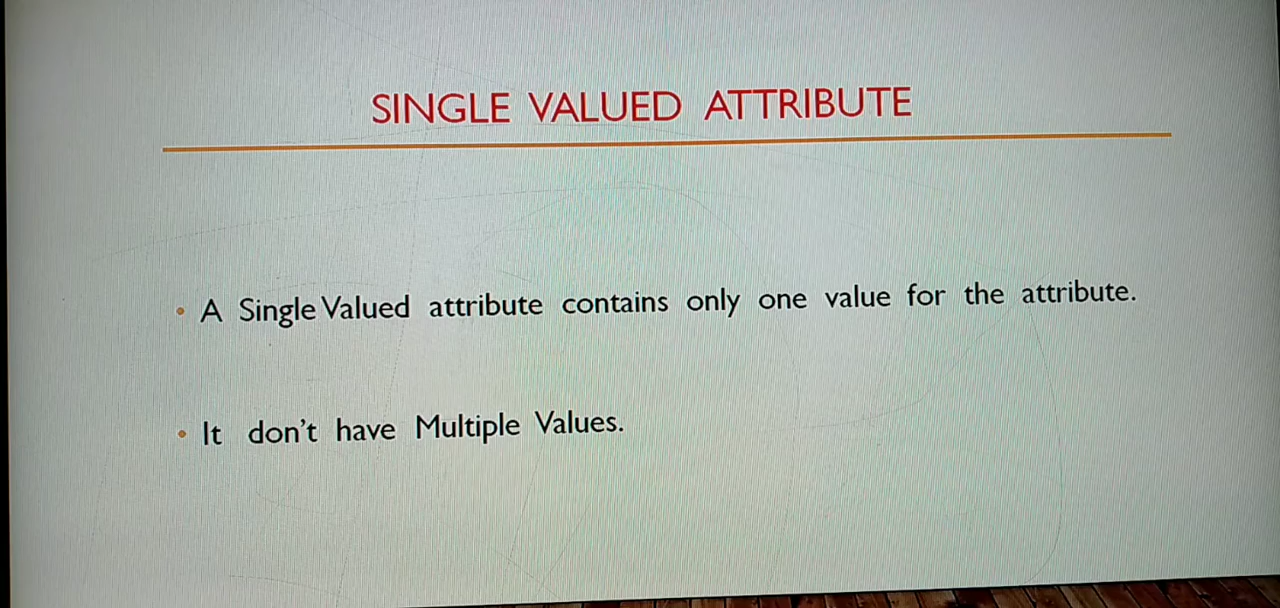 SINGLE VALUED ATTRIBUTE
• A Single Valued attribute contains only one value for the attribute.
• It don't have Multiple Values.